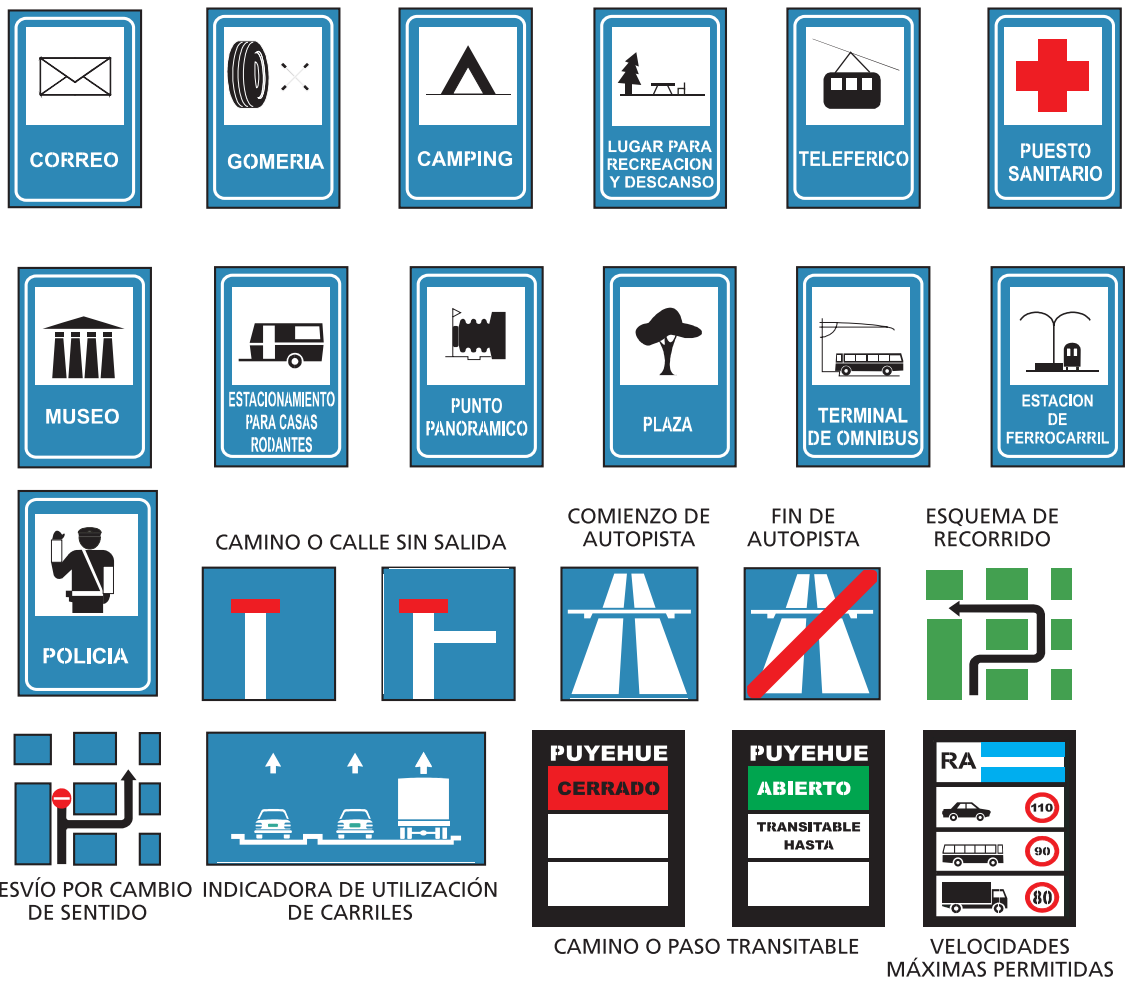 CORREO
GOMERIA
CAMPING
LUGAR PARA
RECREACION
Y DESCANSO
TELEFERICO
PUESTO
SANITARIO
MUSEO
ESTACIONAMIENTO
PARA CASAS
RODANTES
PUNTO
PANORAMICO
PLAZA
TERMINAL
DE OMNIBUS
ESTACION
DE
FERROCARRIL
POLICIA
CAMINO O CALLE SIN SALIDA
COMIENZO DE
AUTOPISTA
FIN DE
AUTOPISTA
ESQUEMA DE
RECORRIDO
ESVÍO POR CAMBIO
DE SENTIDO
INDICADORA DE UTILIZACIÓN
DE CARRILES
PUYEHUE
CERRADO
PUYEHUE
ABIERTO
TRANSITABLE
HASTA
CAMINO O PASO TRANSITABLE
RA
110
90
80
VELOCIDADES
MÁXIMAS PERMITIDAS